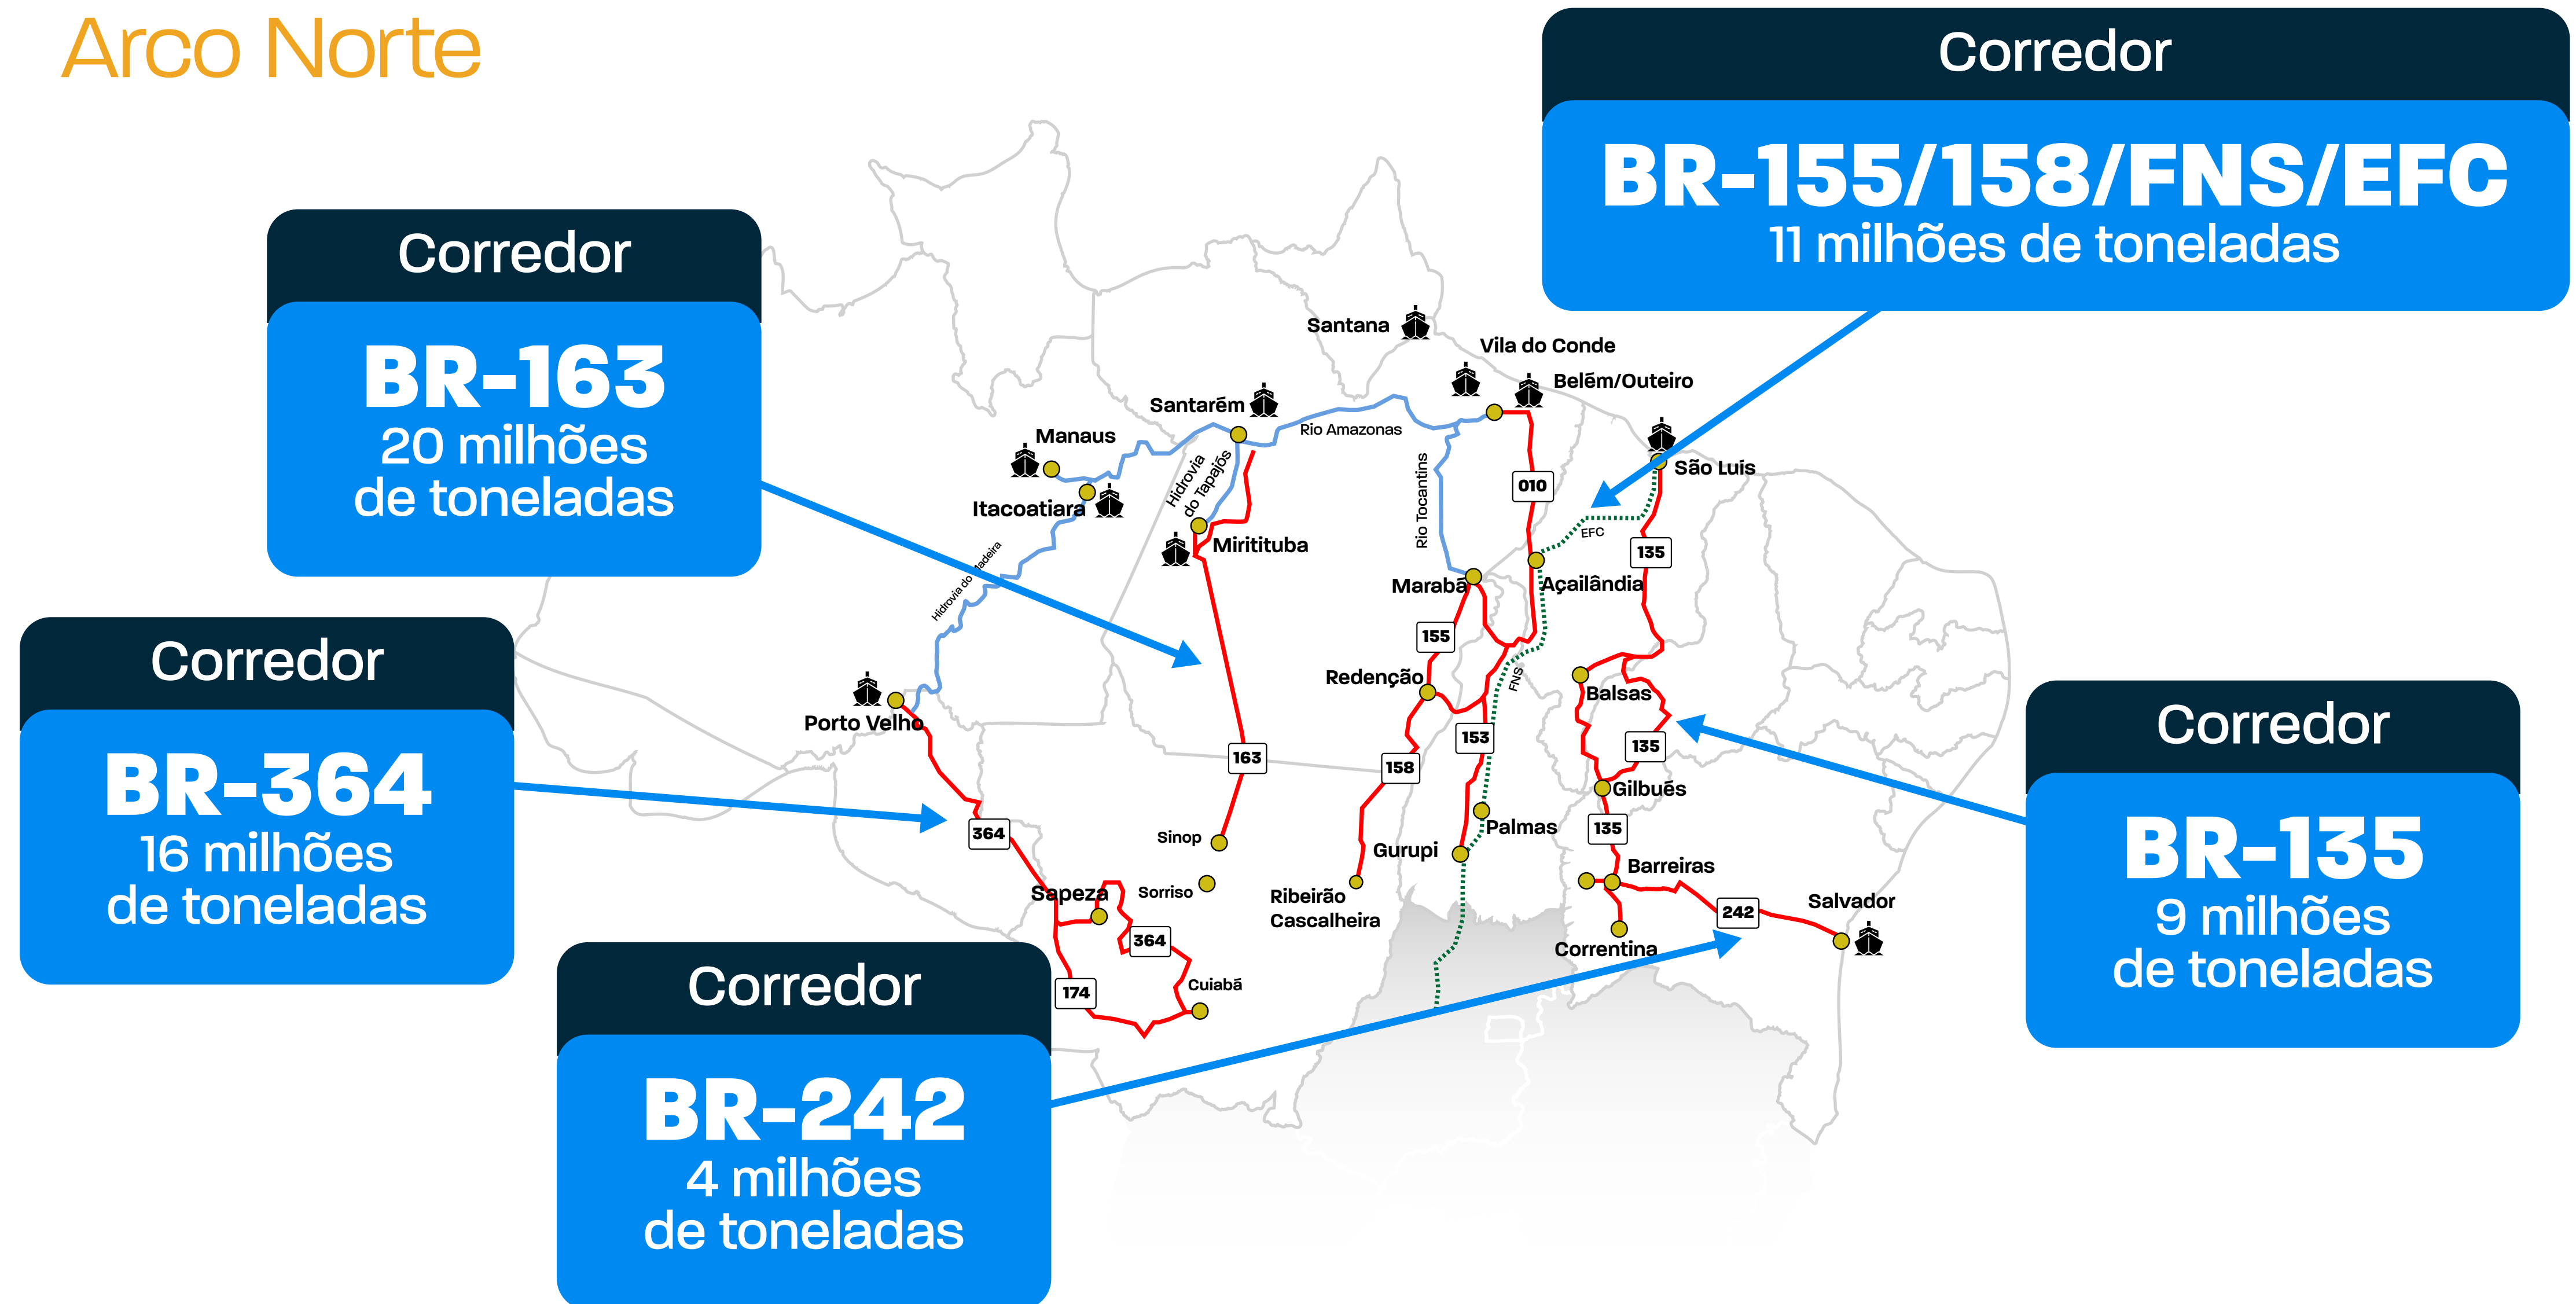 Arco Norte
Corredor
BR-155/158/FNS/EFC
11 milhões de toneladas
Corredor
BR-163
20 milhões
de toneladas
Corredor
BR-364
16 milhões
de toneladas
Corredor
BR-242
4 milhões
de toneladas
Corredor
BR-135
9 milhões
de toneladas
Santana
Vila do Conde
Belém/Outeiro
Santarém
Rio Amazonas
Manaus
Itacoatiara
Hidrovia
do Tapajós
Hidrovia do Madeira
Miritituba
Rio Tocantins
010
São Luís
EFC
135
Açailândia
Marabá
155
Redenção
FNS
Balsas
Porto Velho
153
135
163
158
Gilbués
364
Sinop
Palmas
135
Gurupi
Barreiras
Sapeza
Sorriso
Ribeirão
Cascalheira
242
Salvador
364
Correntina
174
Cuiabá